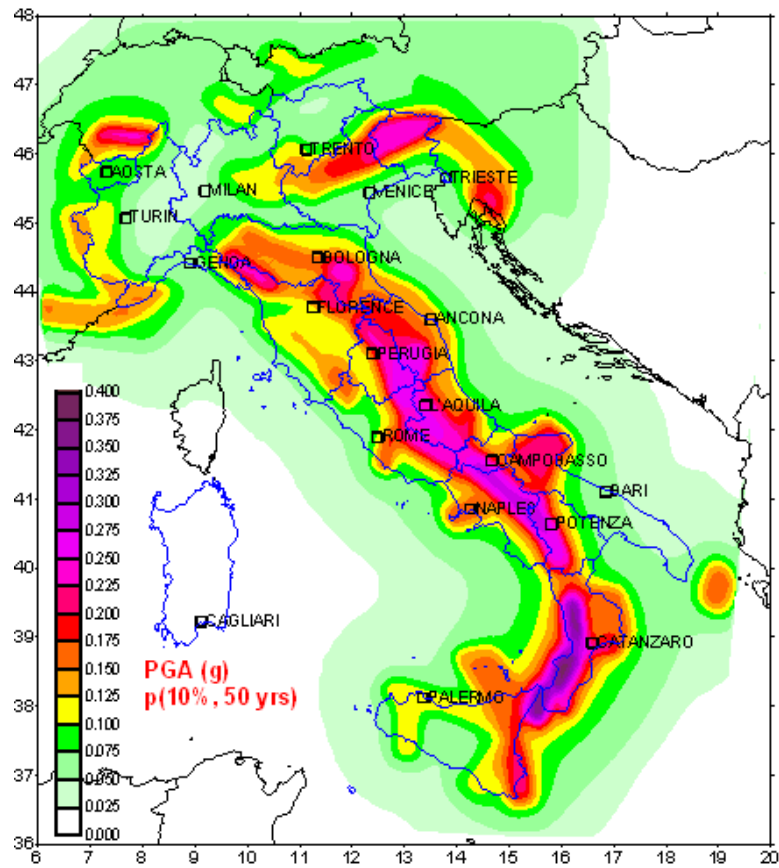 48
47
46
45
44
43
42
41
40
39
38
37
36
TRENTO
AOSTA
MILAN
VENICE
TRIESTE
TURIN
GENOA
BOLOGNA
FLORENCE
ANCONA
PERUGIA
L'AQUILA
ROME
CAMPOBASSO
BARI
NAPLES
POTENZA
CAGLIARI
CATANZARO
PALERMO
0.400
0.375
0.350
0.325
0.300
0.275
0.250
0.225
0.200
0.175
0.150
0.125
0.100
0.075
0.050
0.025
0.000
PGA (g)
p(10%, 50 yrs)
6 7 8 9 10 11 12 13 14 15 16 17 18 19 20